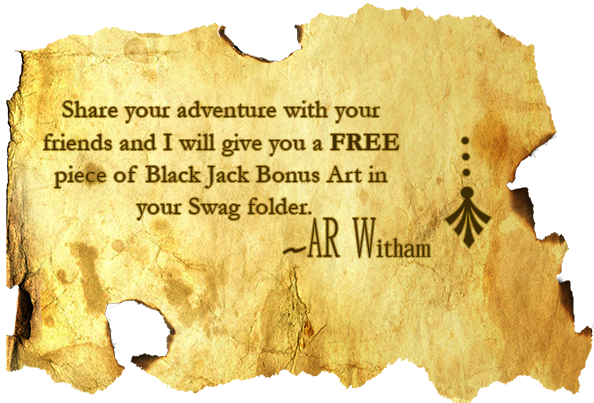 Share your adventure with your
friends and I will give you a FREE
piece of Black Jack Bonus Art in
your Swag folder.
~AR Witham